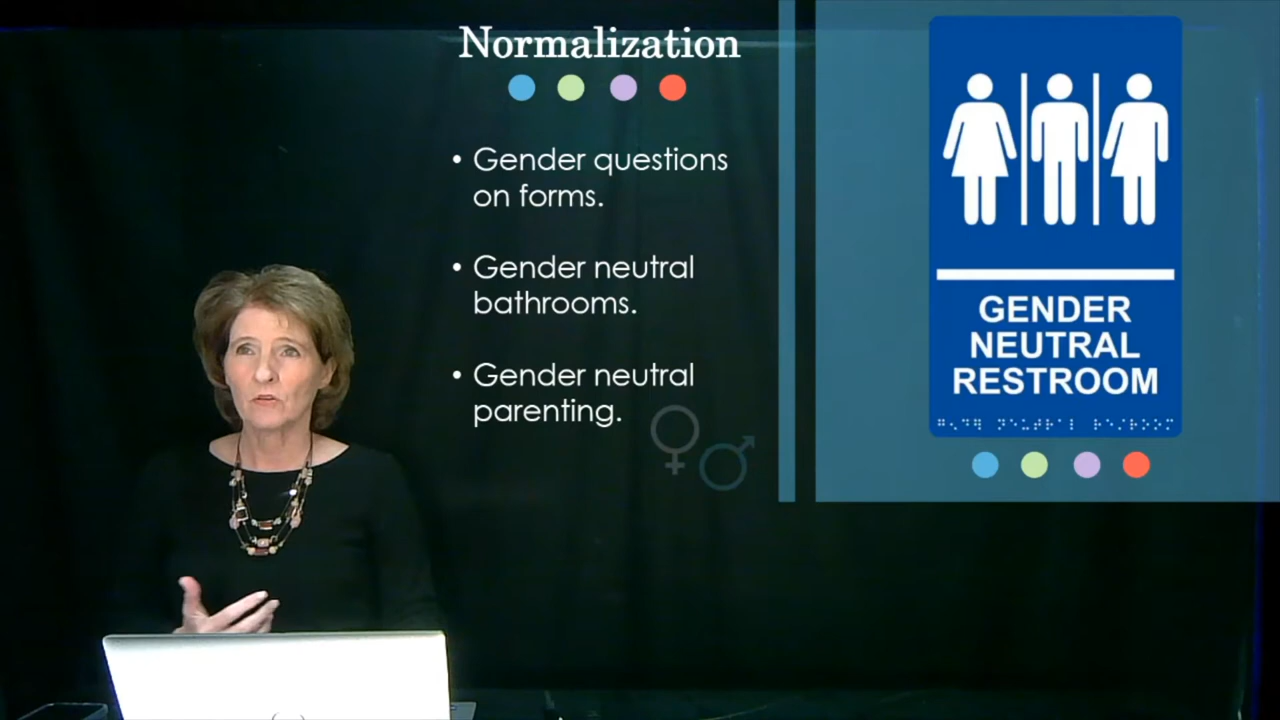 Normalization
• Gender questions
on forms.
• Gender neutral
bathrooms.
• Gender neutral
parenting.
GENDER
NEUTRAL
RESTROOM